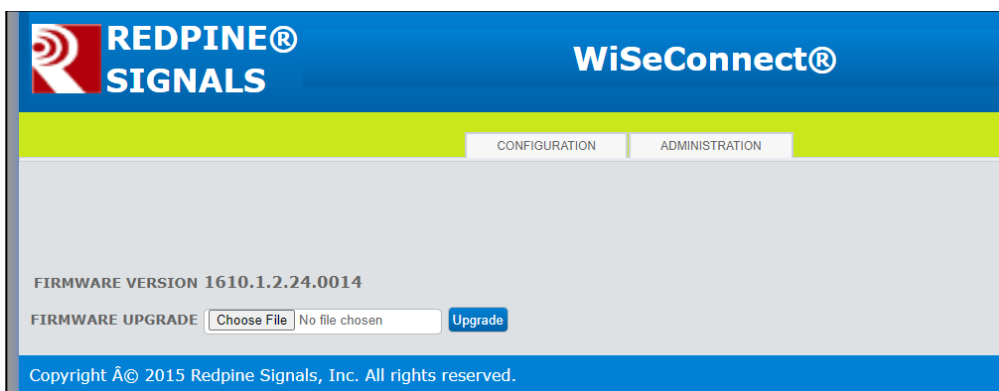 REDPINE®
SIGNALS
WiSeConnect®
CONFIGURATION
ADMINISTRATION
FIRMWARE VERSION 1610.1.2.24.0014
FIRMWARE UPGRADE Choose File No file chosen Upgrade
Copyright Â© 2015 Redpine Signals, Inc. All rights reserved.